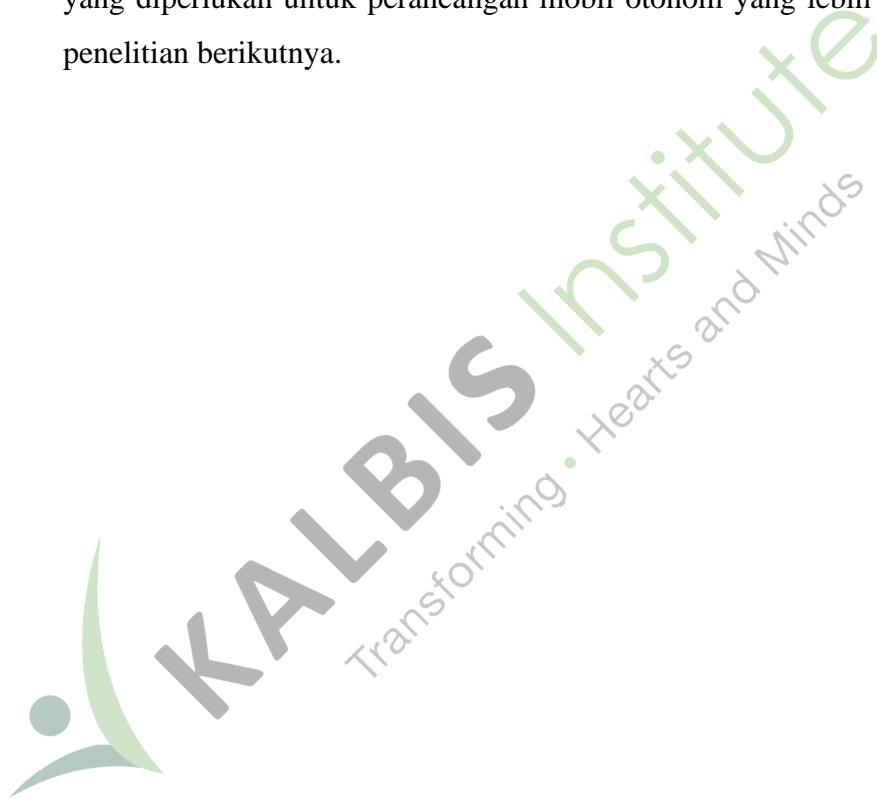 yang diperlukan untuk perancangan mobil otonom yang lebih
penelitian berikutnya.
KALBIS Institute
Transforming • Hearts and Minds